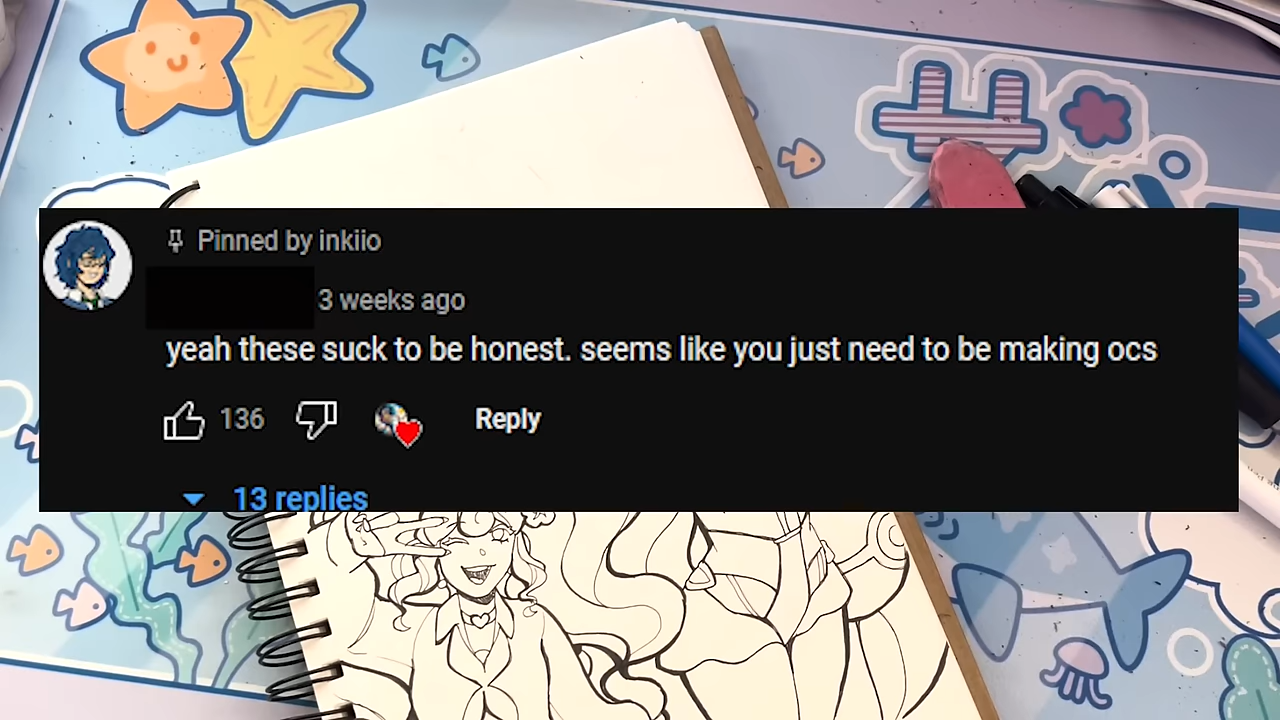 Pinned by inkiio
3 weeks ago
yeah these suck to be honest. seems like you just need to be making ocs
136
Reply
13 replies